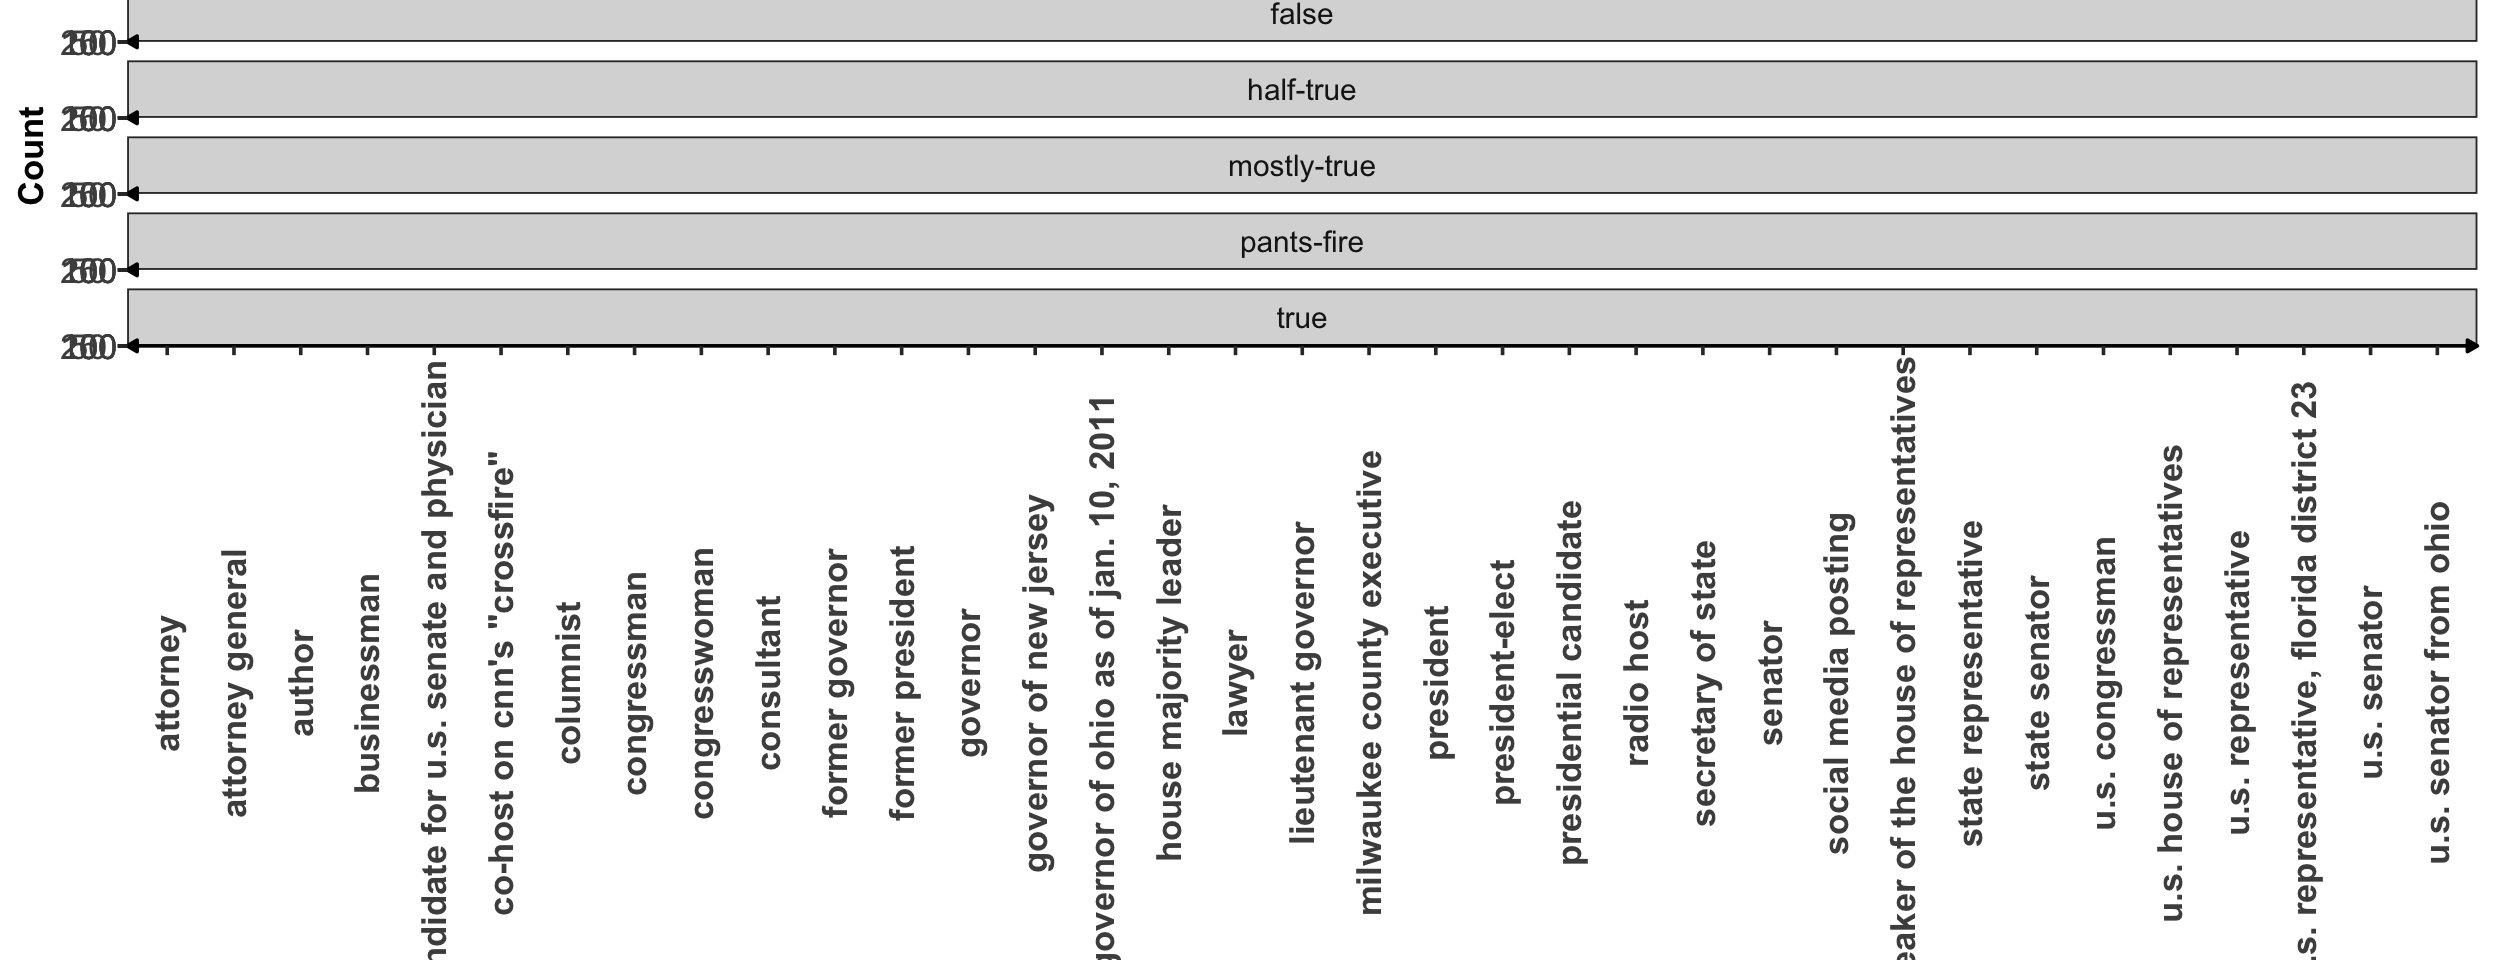 false
half-true
mostly-true
pants-fire
true
Count
attorney
attorney general
author
businessman
ndidate for u.s. senate and physician
co-host on cnn's "crossfire"
columnist
congressman
congresswoman
consultant
former governor
former president
governor
governor of new jersey
governor of ohio as of jan. 10, 2011
house majority leader
lawyer
lieutenant governor
milwaukee county executive
president
president-elect
presidential candidate
radio host
secretary of state
senator
social media posting
eaker of the house of representatives
state representative
state senator
u.s. congressman
u.s. house of representatives
u.s. representative
.s. representative, florida district 23
u.s. senator
u.s. senator from ohio